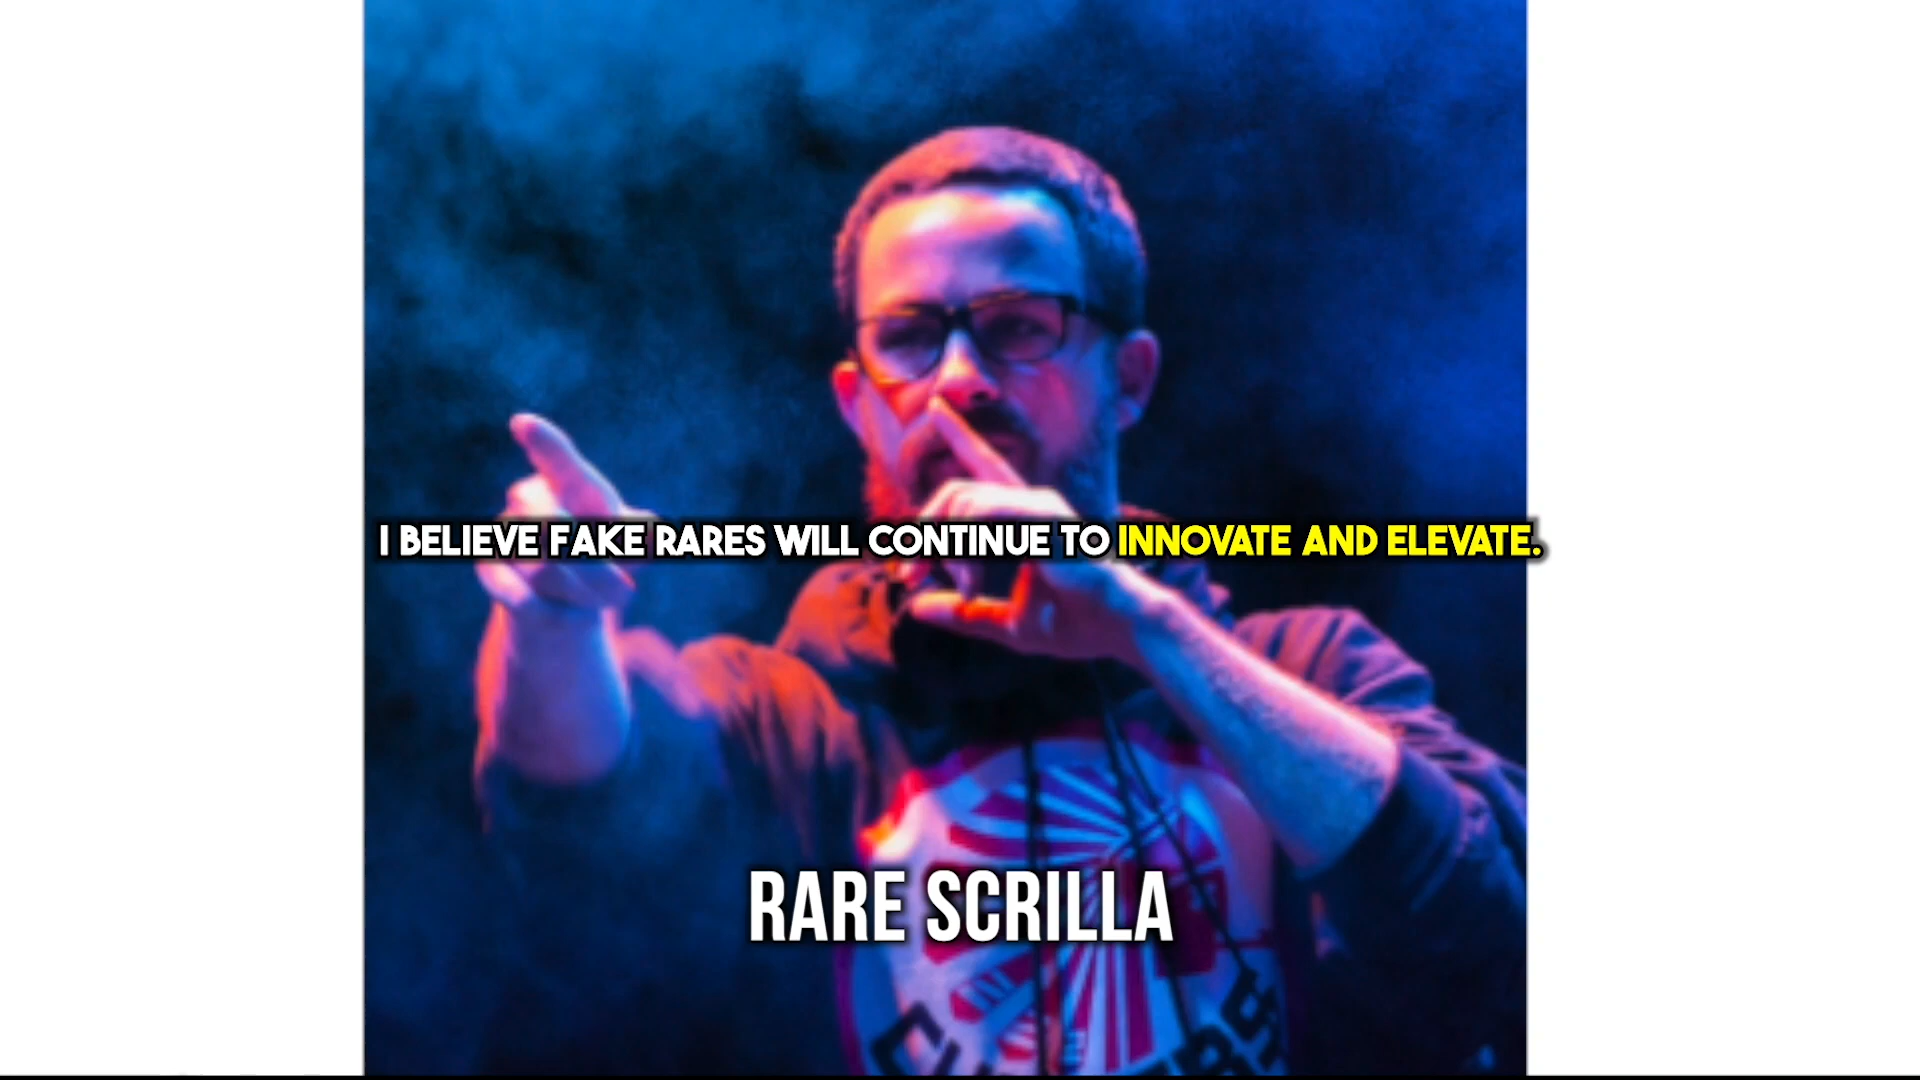 I BELIEVE FAKE RARES WILL CONTINUE TO INNOVATE AND ELEVATE.
RARE SCRILLA